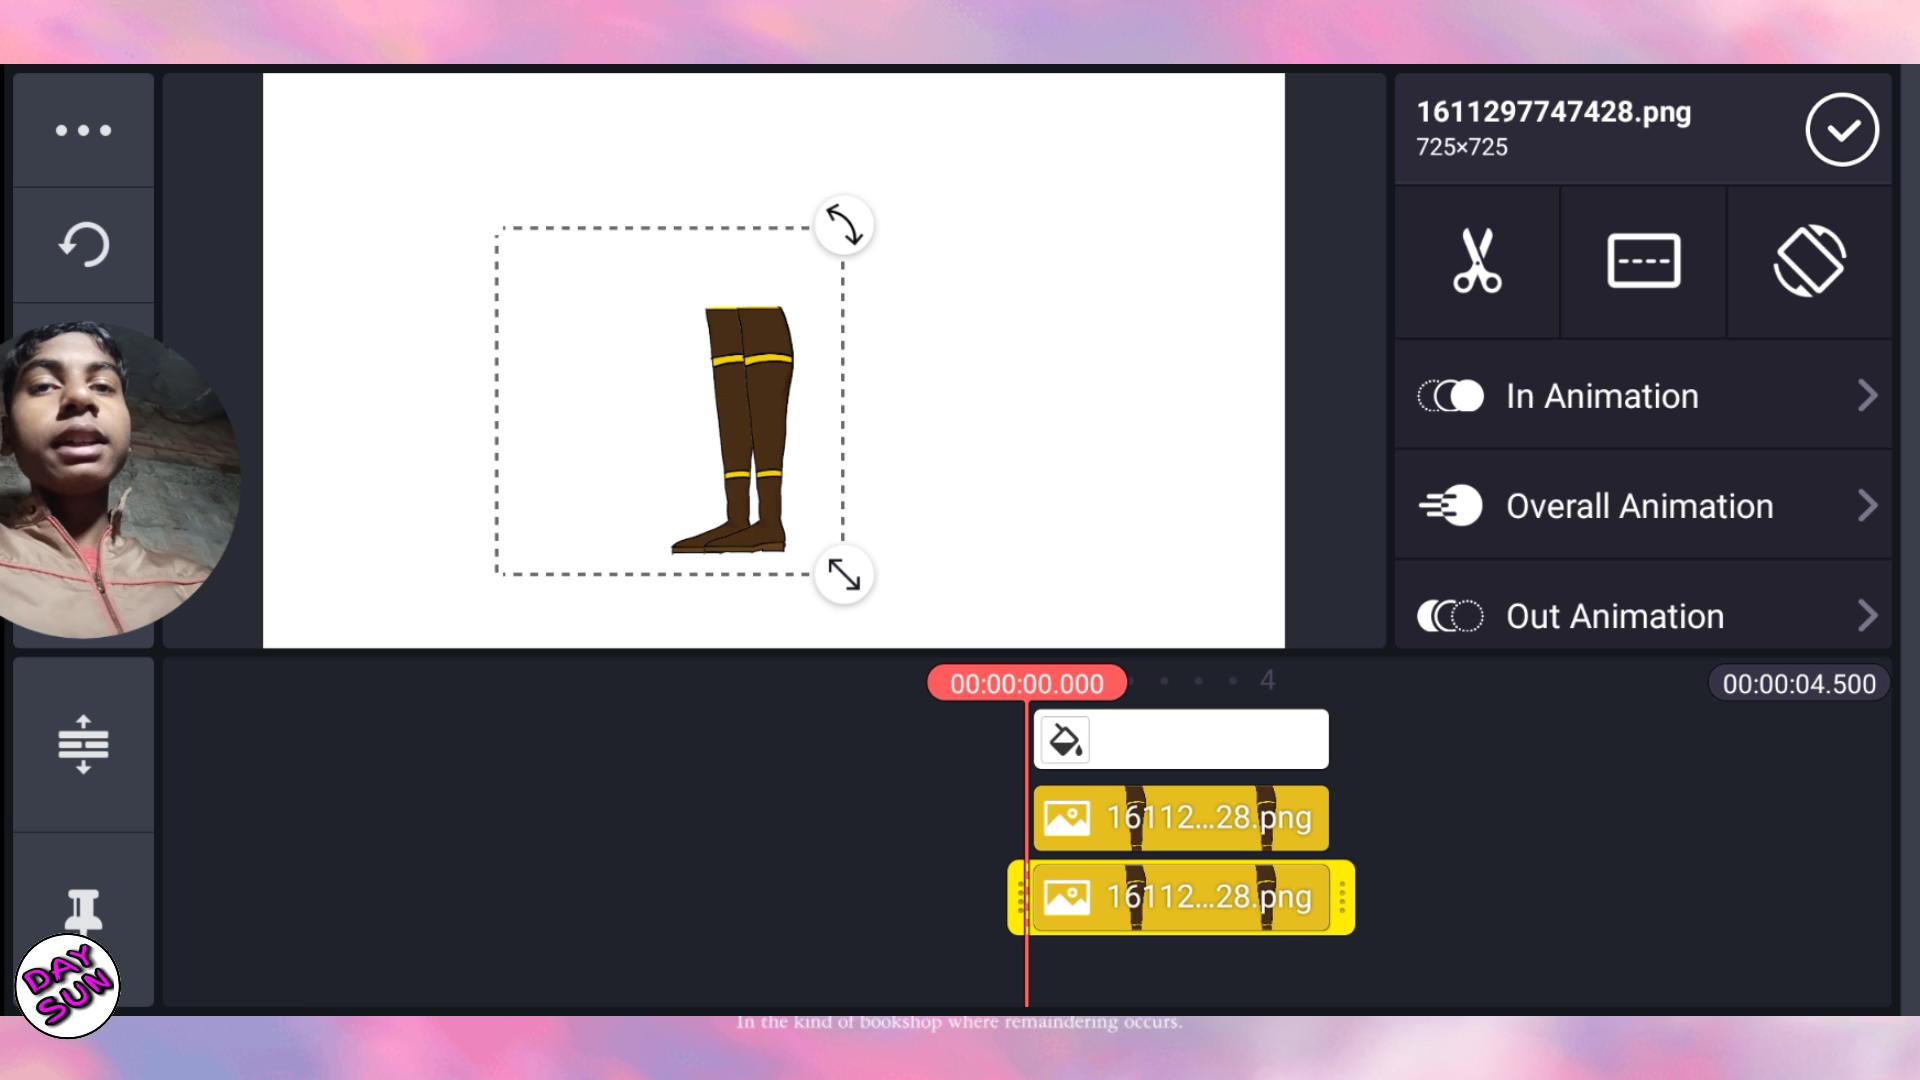 1611297747428.png
725×725
In Animation
Overall Animation
Out Animation
00:00:00.000
4
00:00:04.500
16112...28.png
16112...28.png
DAY
SUN
In the kind of bookshop where remaindering occurs.